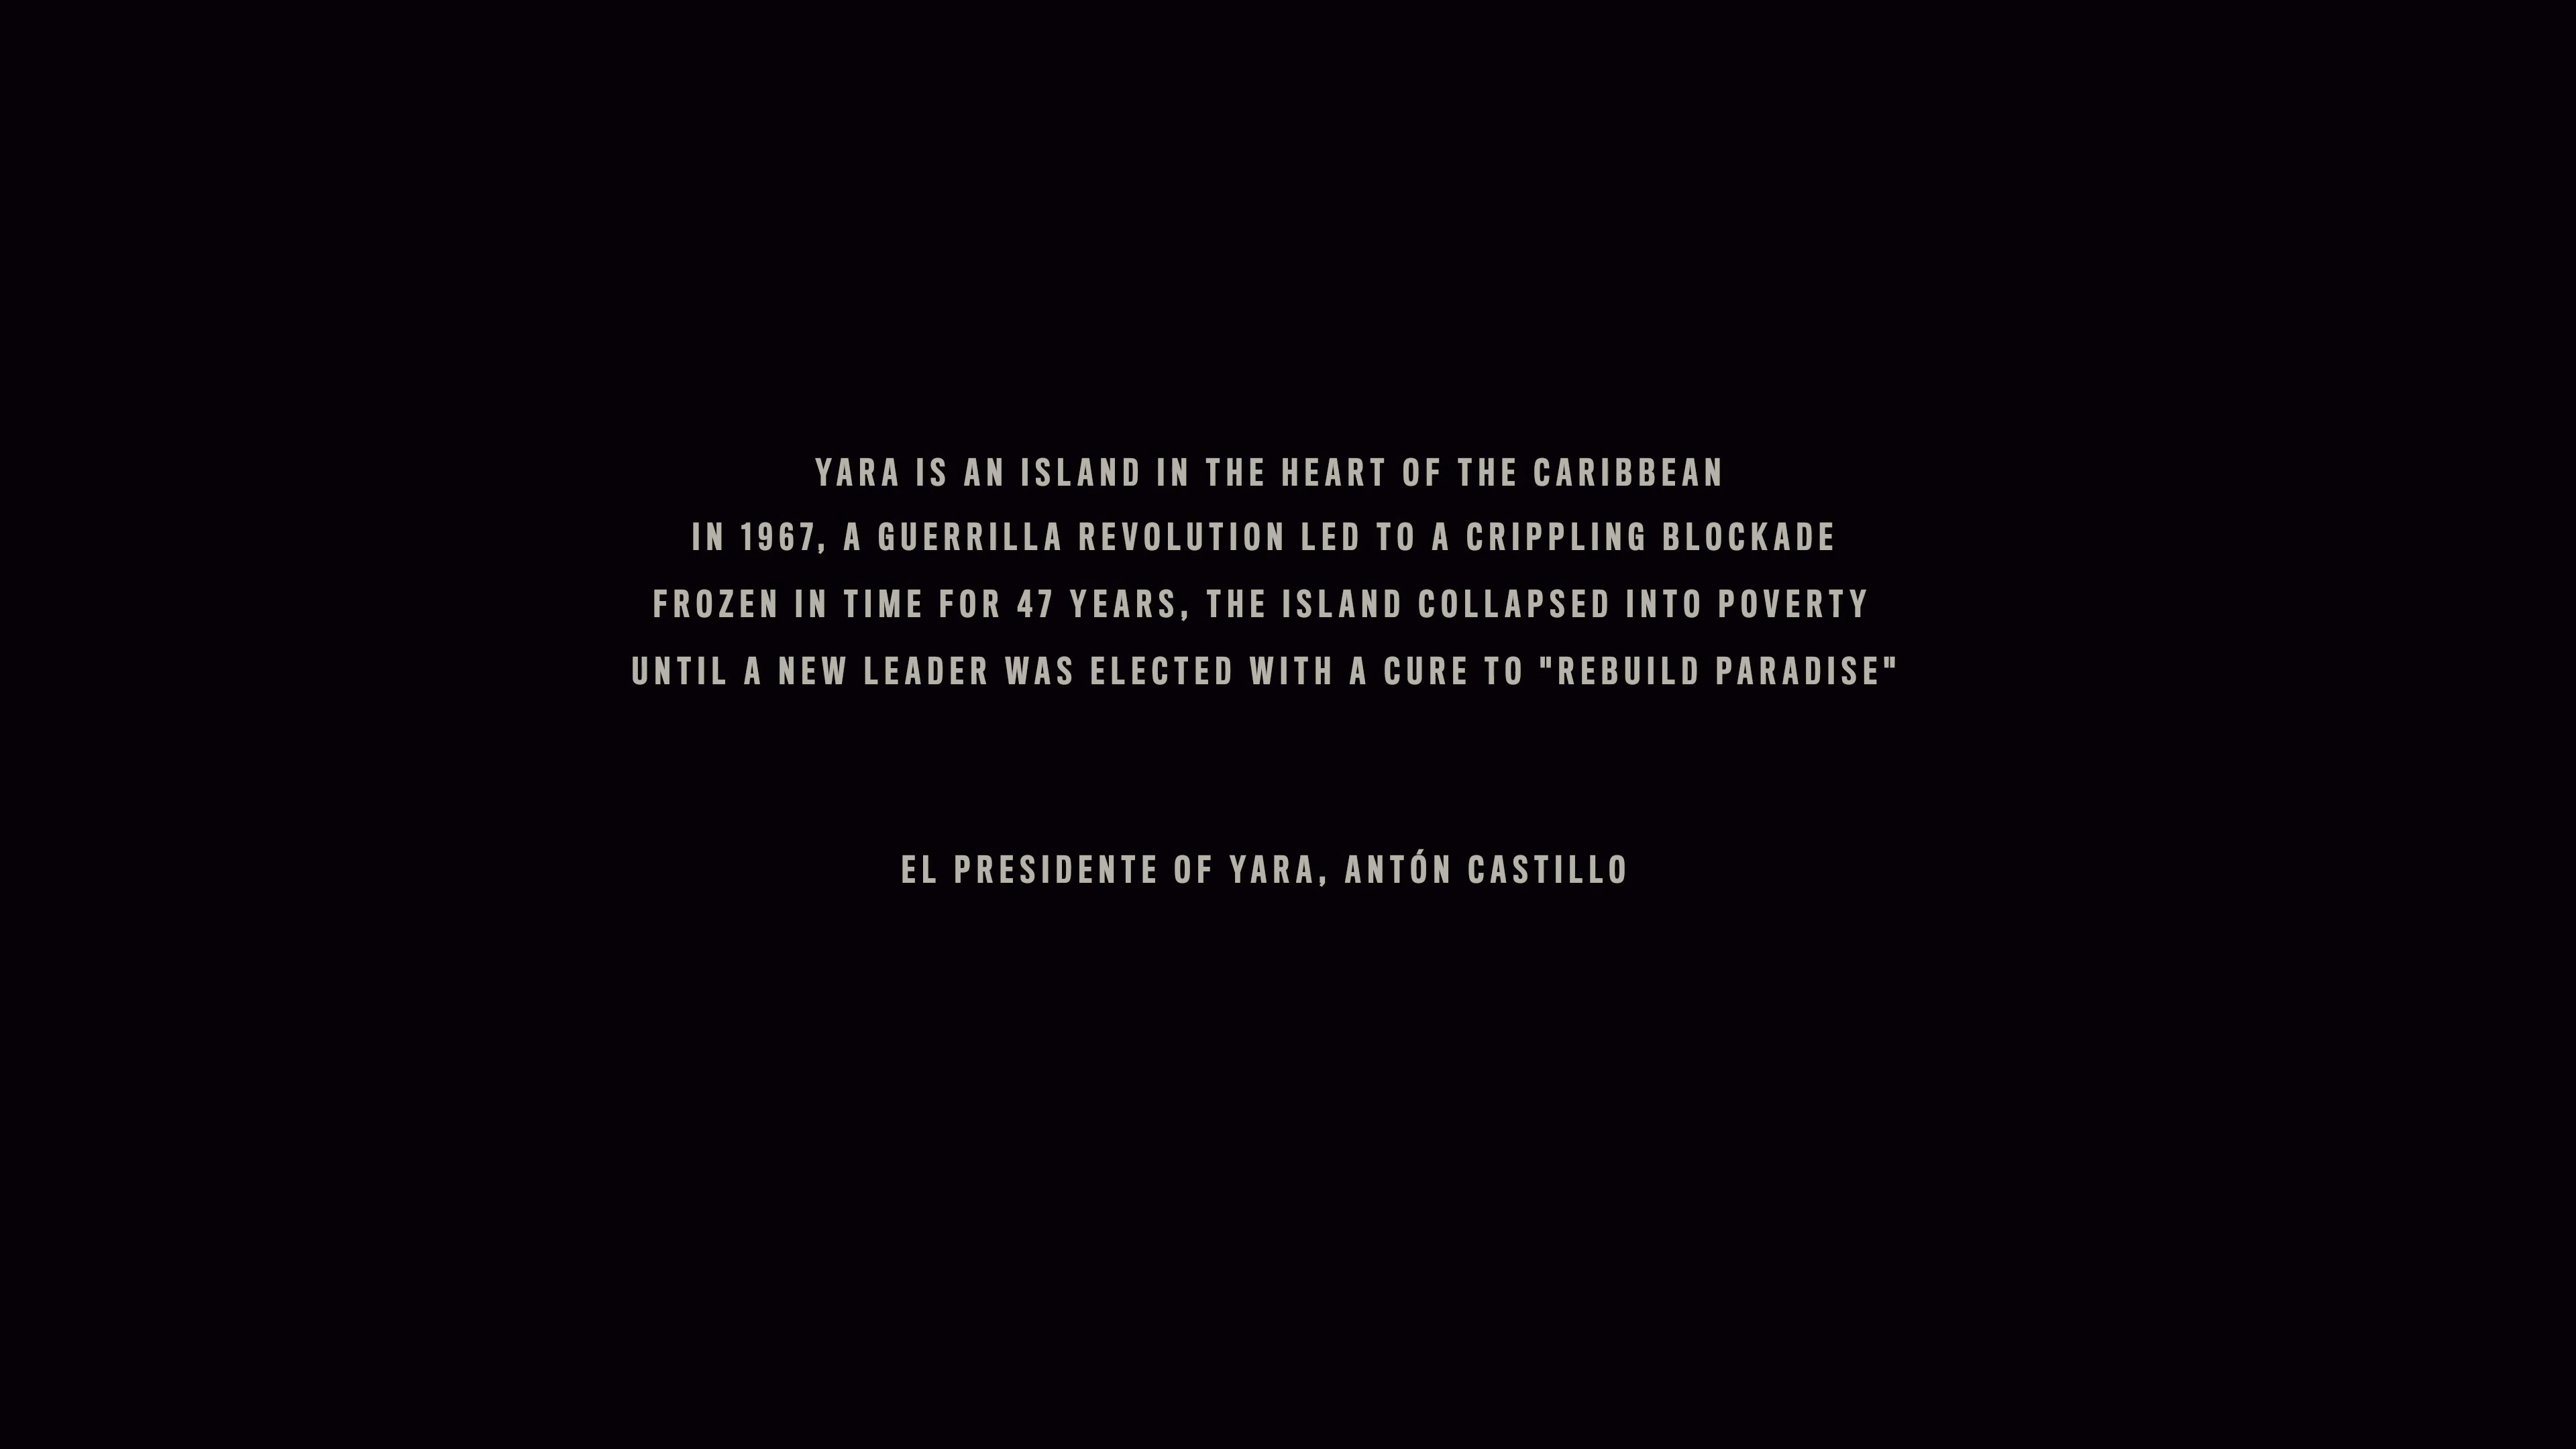 YARA IS AN ISLAND IN THE HEART OF THE CARIBBEAN
IN 1967, A GUERRILLA REVOLUTION LED TO A CRIPPLING BLOCKADE
FROZEN IN TIME FOR 47 YEARS, THE ISLAND COLLAPSED INTO POVERTY
UNTIL A NEW LEADER WAS ELECTED WITH A CURE TO "REBUILD PARADISE"
EL PRESIDENTE OF YARA, ANTÓN CASTILLO